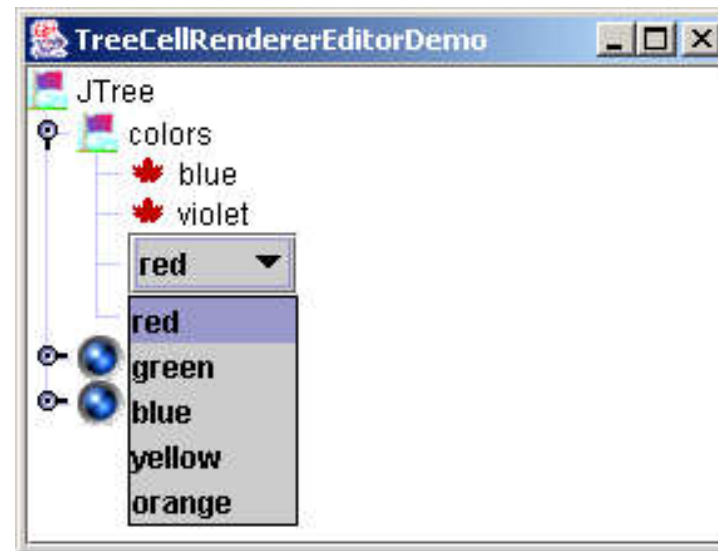 TreeCellRendererEditorDemo
JTree
colors
blue
violet
red
red
green
blue
yellow
orange